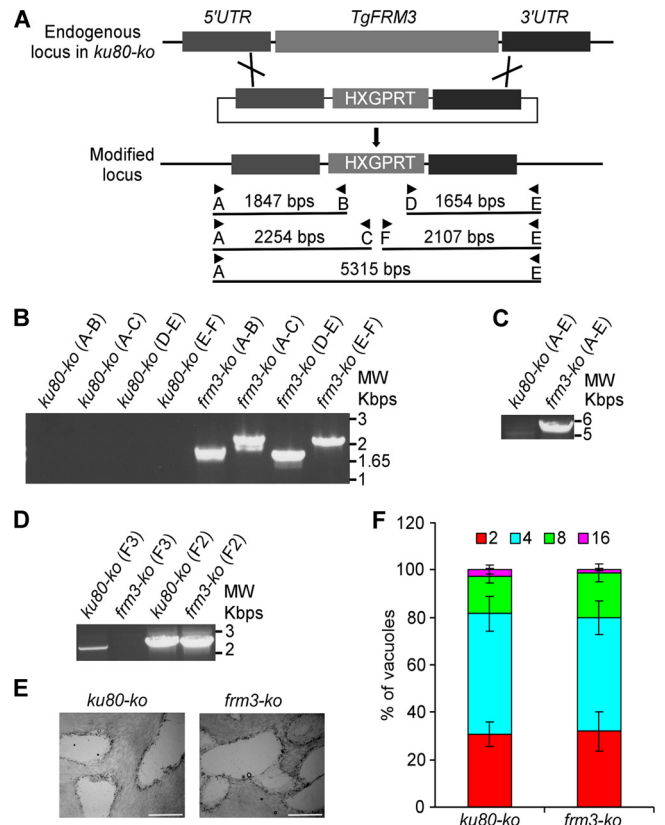 A
5'UTR TgFRM3 3'UTR
Endogenous
locus in ku80-ko
HXGPRT
Modified
locus
HXGPRT
A 1847 bps B D 1654 bps E
A 2254 bps C F 2107 bps E
A 5315 bps E
B
ku80-ko (A-B)
ku80-ko (A-C)
ku80-ko (D-E)
ku80-ko (E-F)
frm3-ko (A-B)
frm3-ko (A-C)
frm3-ko (D-E)
frm3-ko (E-F)
MW
Kbps
3
2
1.65
1
C
ku80-ko (A-E)
frm3-ko (A-E)
MW
Kbps
6
5
D
ku80-ko (F3)
frm3-ko (F3)
ku80-ko (F2)
frm3-ko (F2)
MW
Kbps
3
2
E
ku80-ko frm3-ko
F
% of vacuoles
120
100
80
60
40
20
0
2 4 8 16
ku80-ko frm3-ko